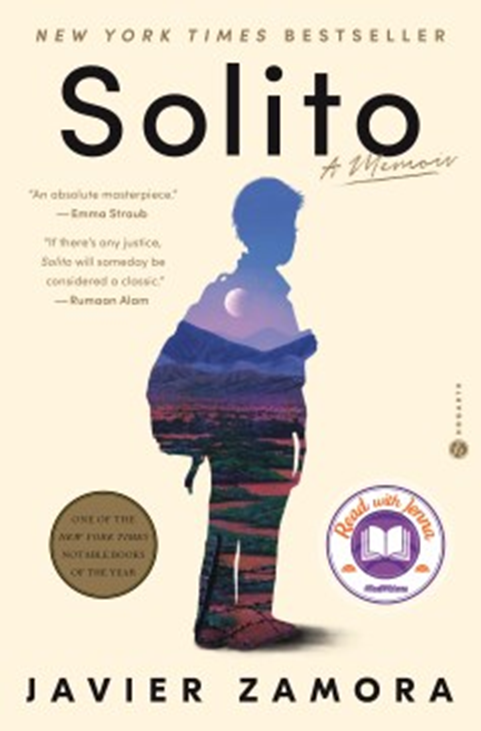 NEW YORK TIMES BESTSELLER
Solito
A Memoir
"An absolute masterpiece."
— Emma Straub
"If there's any justice,
Solito will someday be
considered a classic."
— Rumaan Alam
HOGARTH
ONE OF THE
NEW YORK TIMES
NOTABLE BOOKS
OF THE YEAR
Read with Jenna
JAVIER ZAMORA